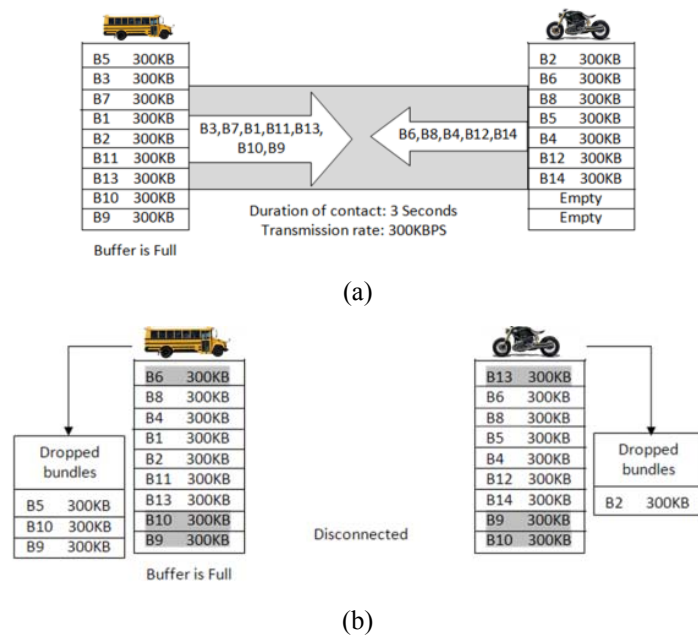 B5 300KB
B3 300KB
B7 300KB
B1 300KB
B2 300KB
B11 300KB
B13 300KB
B10 300KB
B9 300KB
Buffer is Full
B3,B7,B1,B11,B13,
B10,B9
B6,B8,B4,B12,B14
Duration of contact: 3 Seconds
Transmission rate: 300KBPS
B2 300KB
B6 300KB
B8 300KB
B5 300KB
B4 300KB
B12 300KB
B14 300KB
Empty
Empty
(a)
Dropped
bundles
B5 300KB
B10 300KB
B9 300KB
B6 300KB
B8 300KB
B4 300KB
B1 300KB
B2 300KB
B11 300KB
B13 300KB
B10 300KB
B9 300KB
Buffer is Full
Disconnected
B13 300KB
B6 300KB
B8 300KB
B5 300KB
B4 300KB
B12 300KB
B14 300KB
B9 300KB
B10 300KB
Dropped
bundles
B2 300KB
(b)